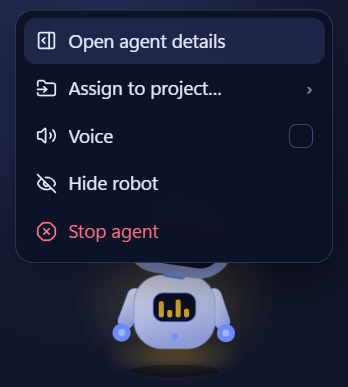 Open agent details
Assign to project...
Voice
Hide robot
Stop agent